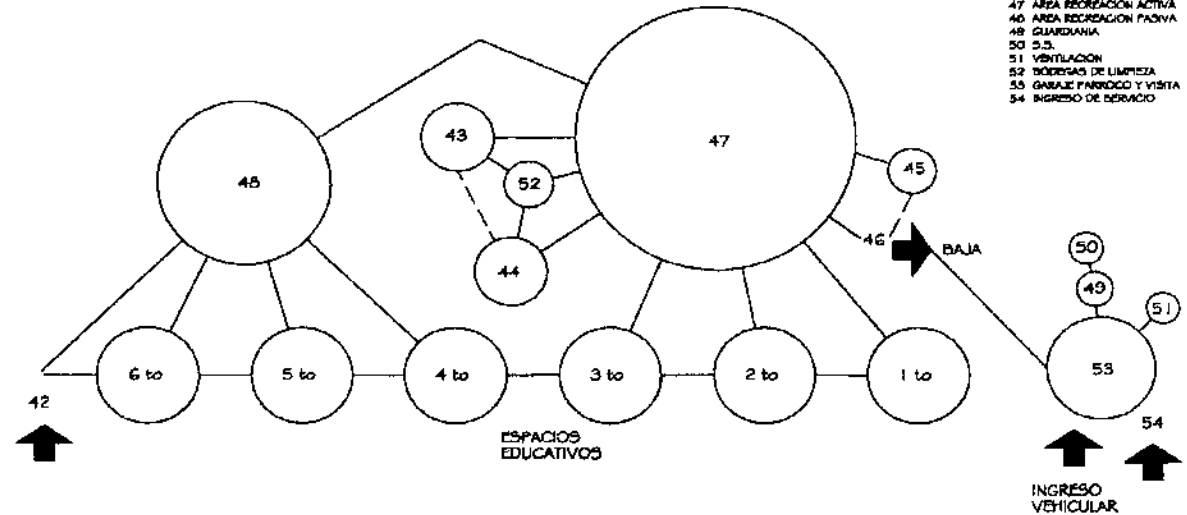 47 AREA RECREACION ACTIVA
48 AREA RECREACION PASIVA
49 GUARDIANIA
50 S.S.
51 VENTILACION
52 BODEGAS DE LIMPIEZA
53 GARAJE PARROCO Y VISITA
54 INGRESO DE SERVICIO
43
47
48
52
45
46
BAJA
44
50
49
51
6 to
5 to
4 to
3 to
2 to
1 to
53
42
54
ESPACIOS
EDUCATIVOS
INGRESO
VEHICULAR